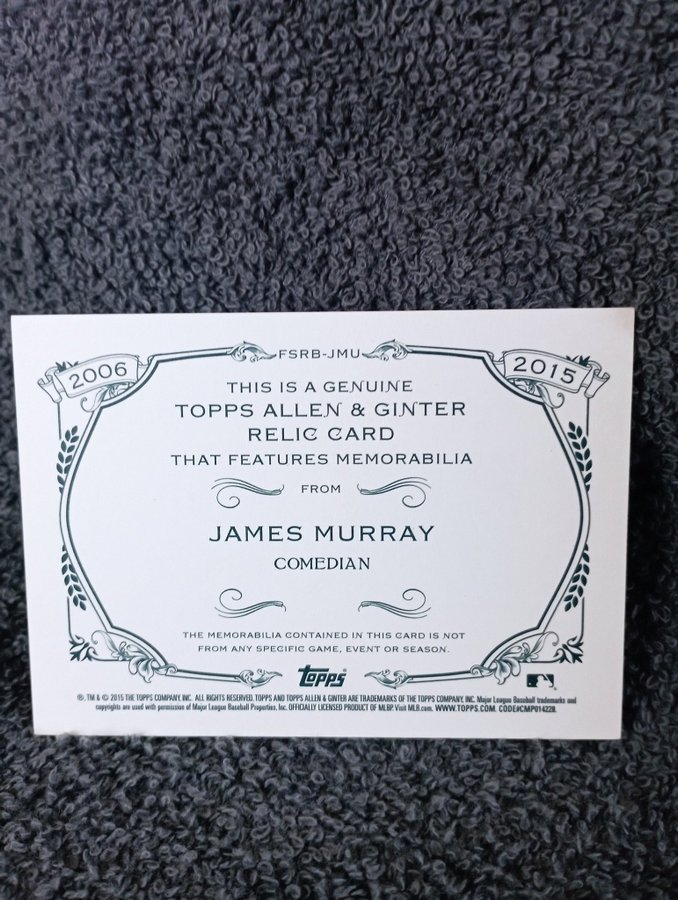 FSRB-JMU
2006
2015
THIS IS A GENUINE
TOPPS ALLEN & GINTER
RELIC CARD
THAT FEATURES MEMORABILIA
FROM
JAMES MURRAY
COMEDIAN
THE MEMORABILIA CONTAINED IN THIS CARD IS NOT
FROM ANY SPECIFIC GAME, EVENT OR SEASON.
Topps
®, TM & © 2015 THE TOPPS COMPANY, INC. ALL RIGHTS RESERVED. TOPPS AND TOPPS ALLEN & GINTER ARE TRADEMARKS OF THE TOPPS COMPANY, INC. Major League Baseball trademarks and
copyrights are used with permission of Major League Baseball Properties, Inc. OFFICIALLY LICENSED PRODUCT OF MLBP. Visit MLB.com. WWW.TOPPS.COM. CODE#CMP014228.